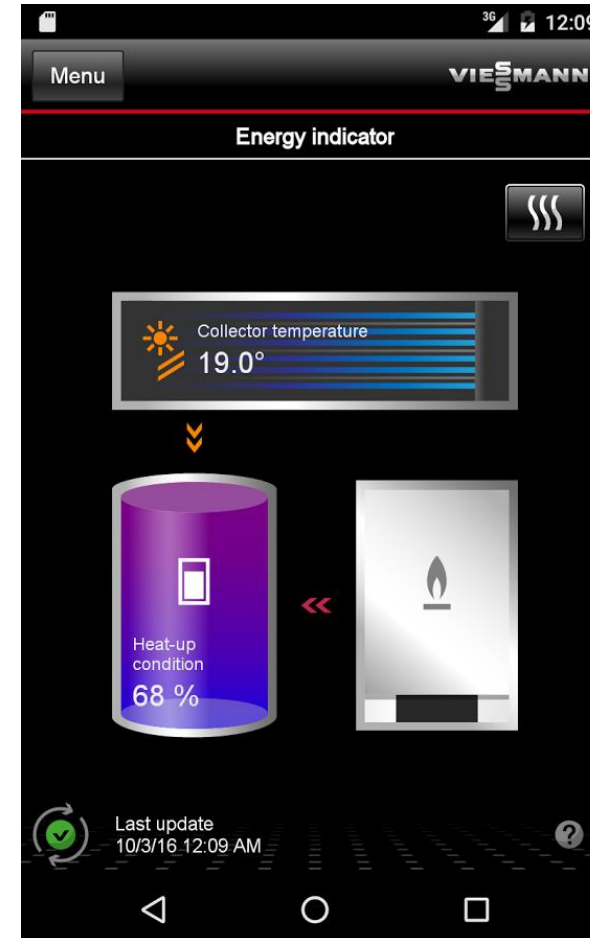 3G 12:09
Menu
VIESSMANN
Energy indicator
Collector temperature
19.0°
Heat-up
condition
68 %
Last update
10/3/16 12:09 AM
?